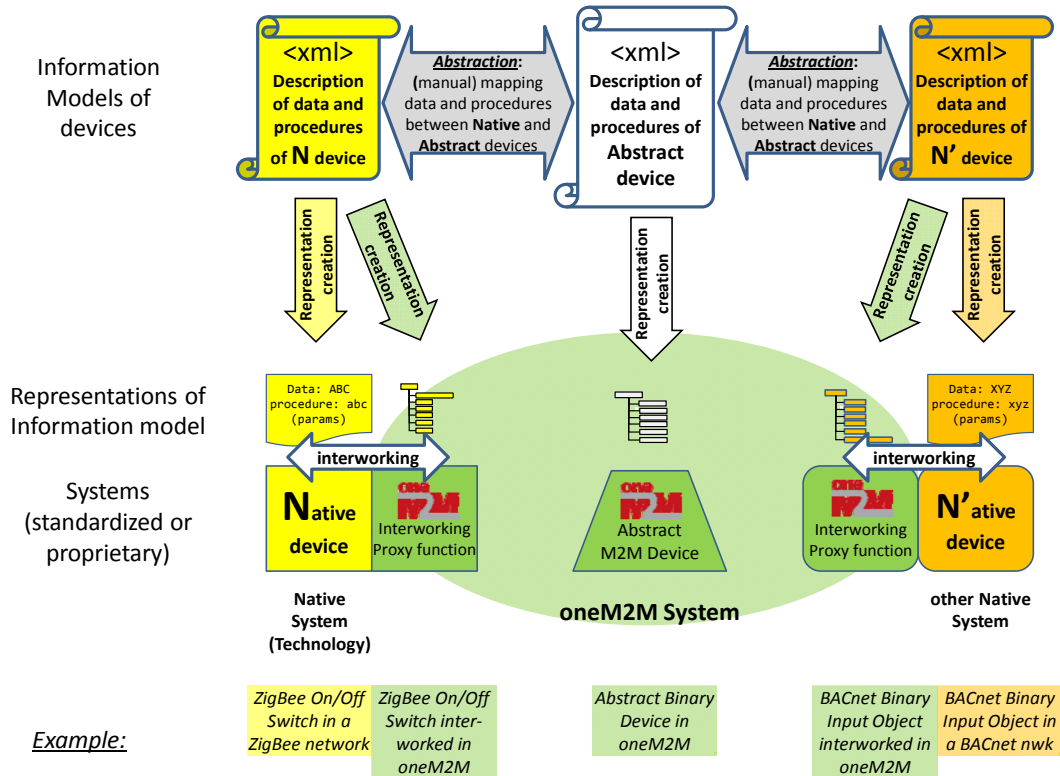 Information
Models of
devices
<xml>
Description
of data and
procedures
of N device
Abstraction:
(manual) mapping
data and procedures
between Native and
Abstract devices
<xml>
Description of
data and
procedures of
Abstract
device
Abstraction:
(manual) mapping
data and procedures
between Native and
Abstract devices
<xml>
Description
of data and
procedures of
N' device
Representation
creation
Representation
creation
Representation
creation
Representation
creation
Representation
creation
Representations of
Information model
Data: ABC
procedure: abc
(params)
Data: XYZ
procedure: xyz
(params)
interworking
interworking
Systems
(standardized or
proprietary)
Native
device
one
M2M
Interworking
Proxy function
one
M2M
Abstract
M2M Device
one
M2M
Interworking
Proxy function
N'ative
device
Native
System
(Technology)
oneM2M System
other Native
System
Example:
ZigBee On/Off
Switch in a
ZigBee network
ZigBee On/Off
Switch inter-
worked in
oneM2M
Abstract Binary
Device in
oneM2M
BACnet Binary
Input Object
interworked in
oneM2M
BACnet Binary
Input Object in
a BACnet nwk